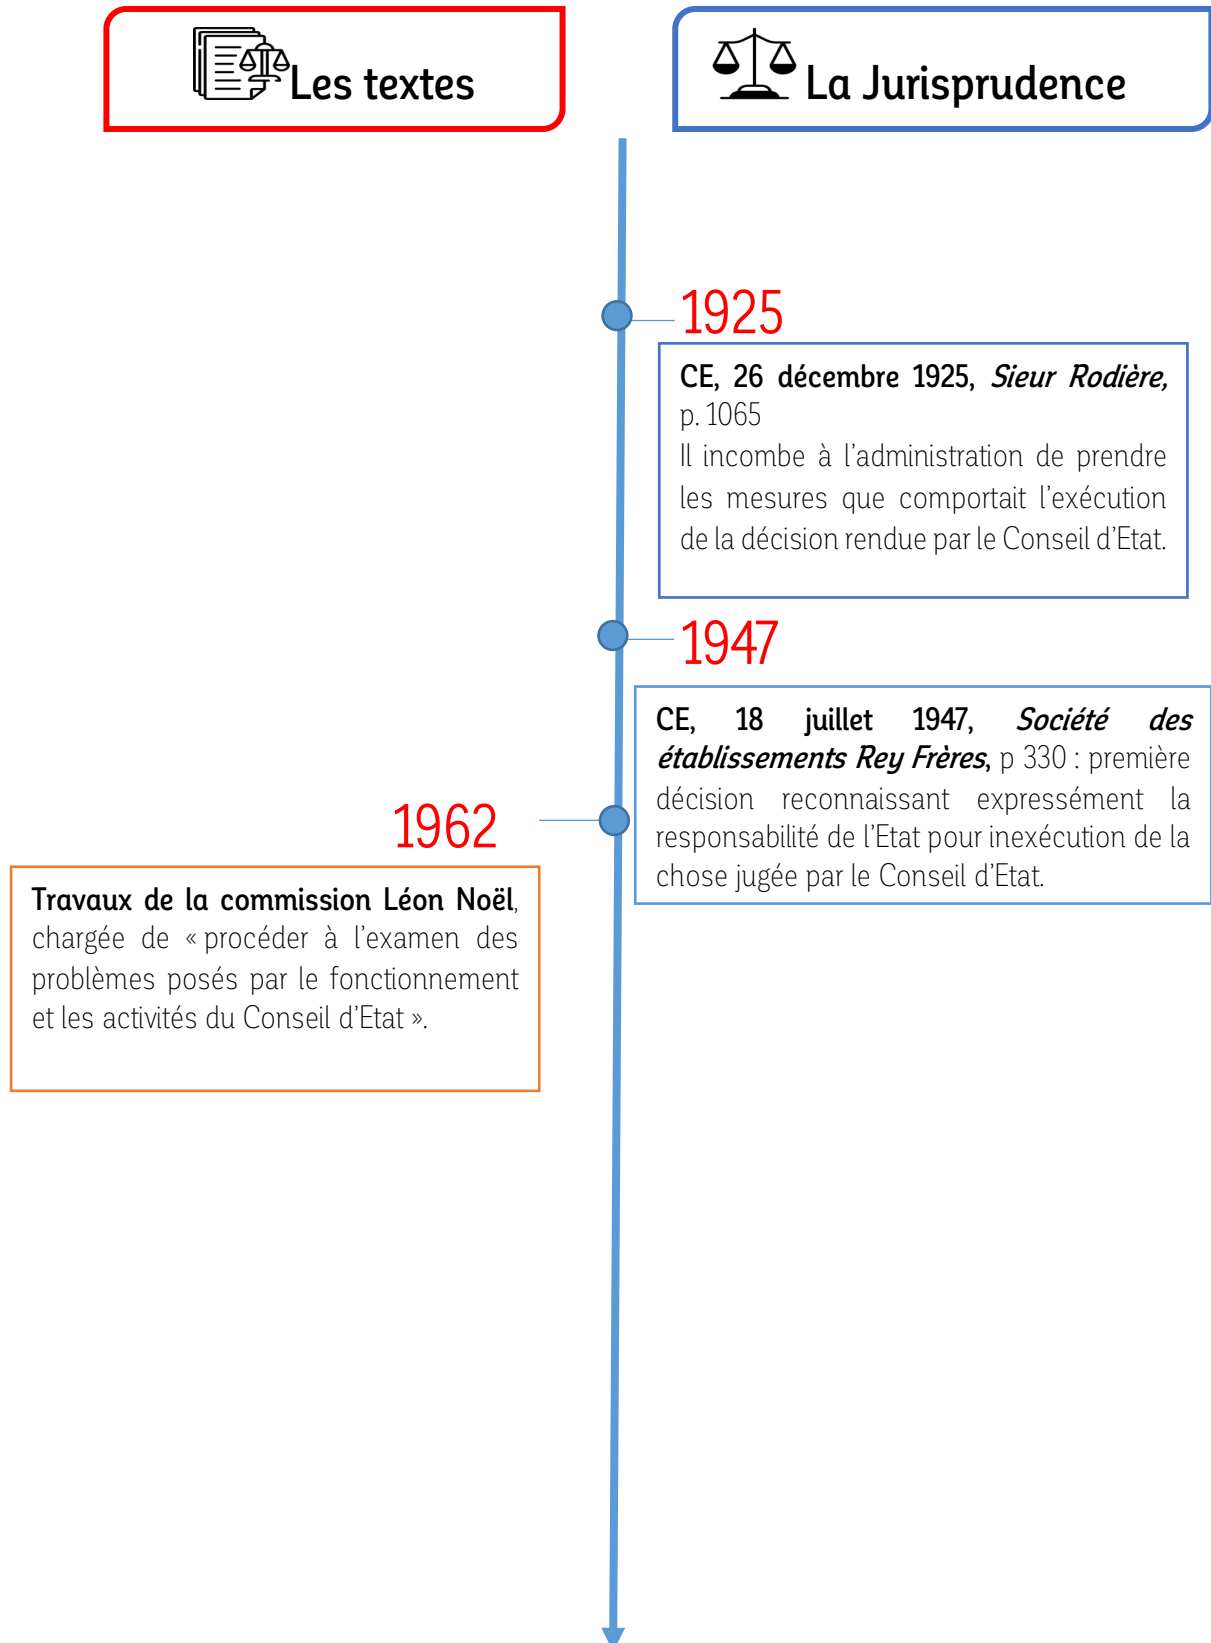 Les textes
La Jurisprudence
1925
CE, 26 décembre 1925, Sieur Rodière,
p. 1065
Il incombe à l’administration de prendre
les mesures que comportait l’exécution
de la décision rendue par le Conseil d’Etat.
1947
CE, 18 juillet 1947, Société des
établissements Rey Frères, p 330 : première
décision reconnaissant expressément la
responsabilité de l’Etat pour inexécution de la
chose jugée par le Conseil d’Etat.
1962
Travaux de la commission Léon Noël,
chargée de « procéder à l’examen des
problèmes posés par le fonctionnement
et les activités du Conseil d’Etat ».